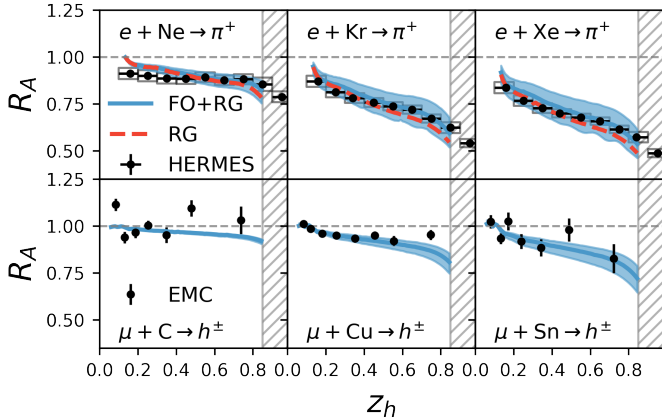 e + Ne → π⁺
e + Kr → π⁺
e + Xe → π⁺
R_A
1.25
1.00
0.75
0.50
FO+RG
RG
HERMES
R_A
1.25
1.00
0.75
0.50
EMC
μ + C → h±
μ + Cu → h±
μ + Sn → h±
0.0 0.2 0.4 0.6 0.8 0.0 0.2 0.4 0.6 0.8 0.0 0.2 0.4 0.6 0.8 1.0
z_h